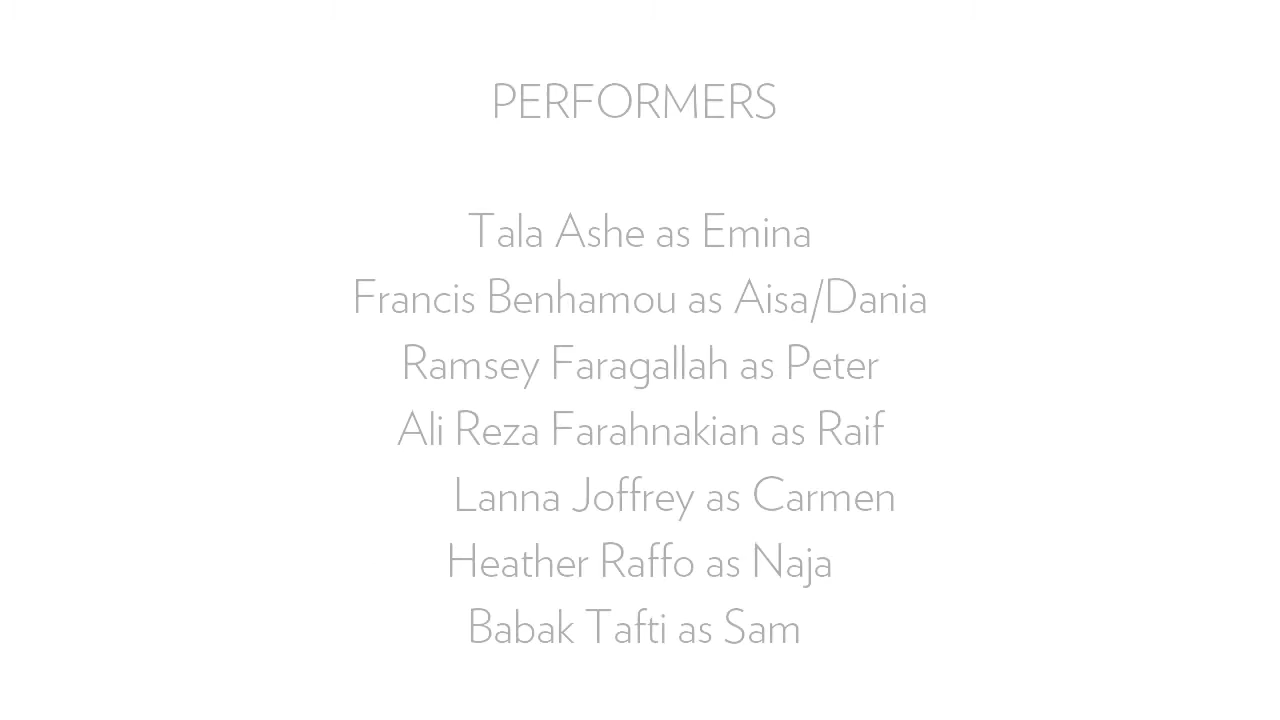 PERFORMERS
Tala Ashe as Emina
Francis Benhamou as Aisa/Dania
Ramsey Faragallah as Peter
Ali Reza Farahnakian as Raif
Lanna Joffrey as Carmen
Heather Raffo as Naja
Babak Tafti as Sam